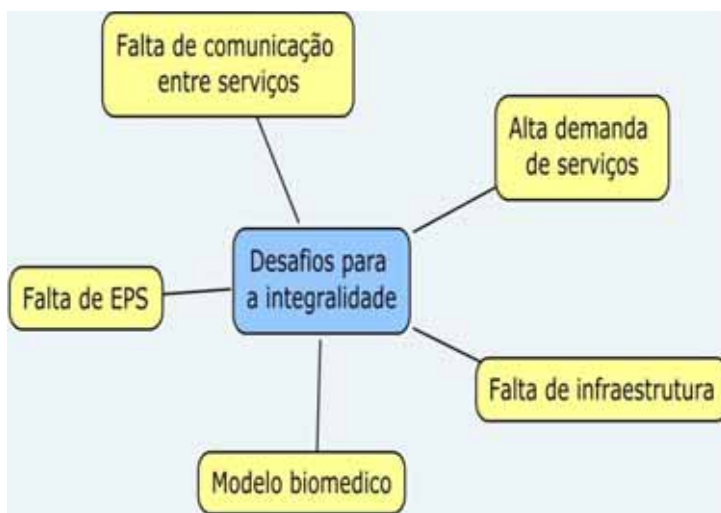 Falta de comunicação
entre serviços
Alta demanda
de serviços
Desafios para
a integralidade
Falta de EPS
Falta de infraestrutura
Modelo biomedico